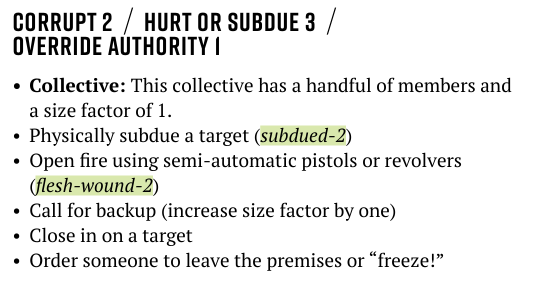 CORRUPT 2 / HURT OR SUBDUE 3 /
OVERRIDE AUTHORITY 1
• Collective: This collective has a handful of members and
a size factor of 1.
• Physically subdue a target (subdued-2)
• Open fire using semi-automatic pistols or revolvers
(flesh-wound-2)
• Call for backup (increase size factor by one)
• Close in on a target
• Order someone to leave the premises or “freeze!”